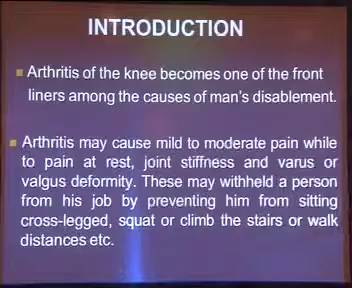 INTRODUCTION
Arthritis of the knee becomes one of the front
liners among the causes of man's disablement.
Arthritis may cause mild to moderate pain while
to pain at rest, joint stiffness and varus or
valgus deformity. These may withheld a person
from his job by preventing him from sitting
cross-legged, squat or climb the stairs or walk
distances etc.